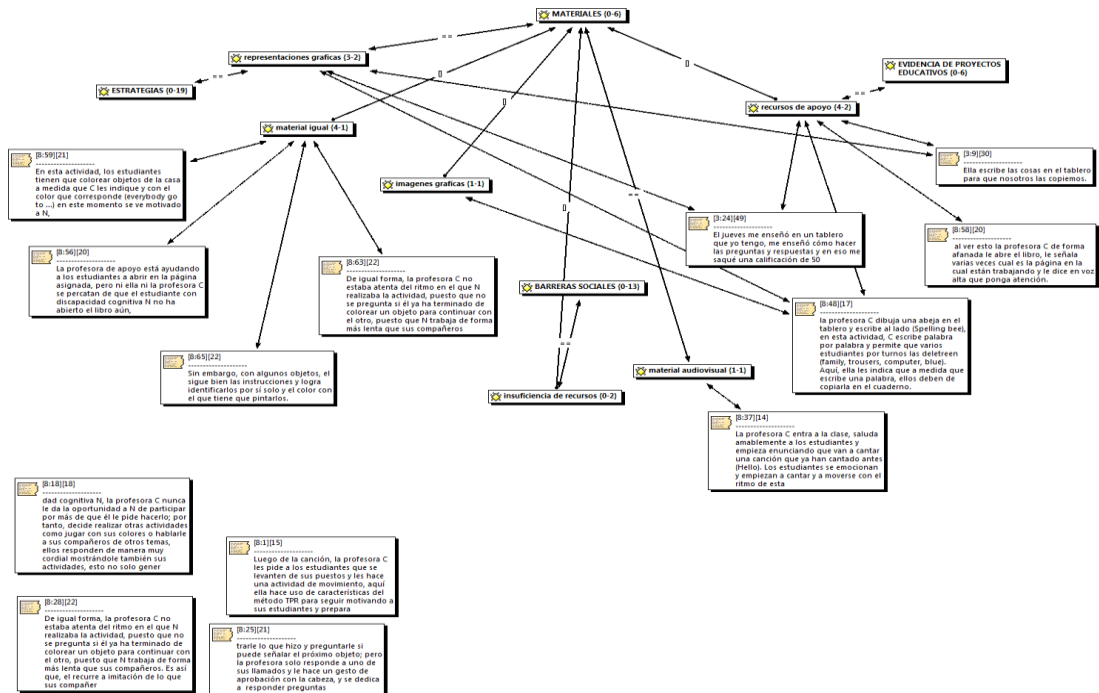 MATERIALES (0-6)
==
representaciones graficas (3-2)
[]
EVIDENCIA DE PROYECTOS
EDUCATIVOS (0-6)
==
ESTRATEGIAS (0-19)
[]
==
recursos de apoyo (4-2)
[]
material igual (4-1)
[8:59][21]
--------------------
En esta actividad, los estudiantes
tienen que colorear objetos de la casa
a medida que C les indique y con el
color que corresponde (everybody go
to ...) en este momento se ve motivado
a N,
imagenes graficas (1-1)
[]
==
[3:9][30]
--------------------
Ella escribe las cosas en el tablero
para que nosotros las copiemos.
[3:24][49]
--------------------
El jueves me enseñó en un tablero
que yo tengo, me enseñó cómo hacer
las preguntas y respuestas y en eso me
saqué una calificación de 50
[8:58][20]
--------------------
al ver esto la profesora C de forma
afanada le abre el libro, le señala
varias veces cual es la página en la
cual están trabajando y le dice en voz
alta que ponga atención.
[8:56][20]
--------------------
La profesora de apoyo está ayudando
a los estudiantes a abrir en la página
asignada, pero ni ella ni la profesora C
se percatan de que el estudiante con
discapacidad cognitiva N no ha
abierto el libro aún,
[8:63][22]
--------------------
De igual forma, la profesora C no
estaba atenta del ritmo en el que N
realizaba la actividad, puesto que no
se pregunta si él ya ha terminado de
colorear un objeto para continuar con
el otro, puesto que N trabaja de forma
más lenta que sus compañeros
BARRERAS SOCIALES (0-13)
==
[8:48][17]
--------------------
la profesora C dibuja una abeja en el
tablero y escribe al lado (Spelling bee),
en esta actividad, C escribe palabra
por palabra y permite que varios
estudiantes por turnos las deletreen
(family, trousers, computer, blue).
Aquí, ella les indica que a medida que
escribe una palabra, ellos deben de
copiarla en el cuaderno.
[8:65][22]
--------------------
Sin embargo, con algunos objetos, el
sigue bien las instrucciones y logra
identificarlos por sí solo y el color con
el que tiene que pintarlos.
material audiovisual (1-1)
insuficiencia de recursos (0-2)
[8:37][14]
--------------------
La profesora C entra a la clase, saluda
amablemente a los estudiantes y
empieza enunciando que van a cantar
una canción que ya han cantado antes
(Hello). Los estudiantes se emocionan
y empiezan a cantar y a moverse con el
ritmo de esta
[8:18][18]
--------------------
dad cognitiva N, la profesora C nunca
le da la oportunidad a N de participar
por más de que él le pide hacerlo; por
tanto, decide realizar otras actividades
como jugar con sus colores o hablarle
a sus compañeros de otros temas,
ellos responden de manera muy
cordial mostrándole también sus
actividades, esto no solo gener
[8:1][15]
--------------------
Luego de la canción, la profesora C
les pide a los estudiantes que se
levanten de sus puestos y les hace
una actividad de movimiento, aquí
ella hace uso de características del
método TPR para seguir motivando a
sus estudiantes y prepara
[8:28][22]
--------------------
De igual forma, la profesora C no
estaba atenta del ritmo en el que N
realizaba la actividad, puesto que no
se pregunta si él ya ha terminado de
colorear un objeto para continuar con
el otro, puesto que N trabaja de forma
más lenta que sus compañeros. Es así
que, el recurre a imitación de lo que
sus compañer
[8:25][21]
--------------------
trarle lo que hizo y preguntarle si
puede señalar el próximo objeto; pero
la profesora solo responde a uno de
sus llamados y le hace un gesto de
aprobación con la cabeza, y se dedica
a responder preguntas